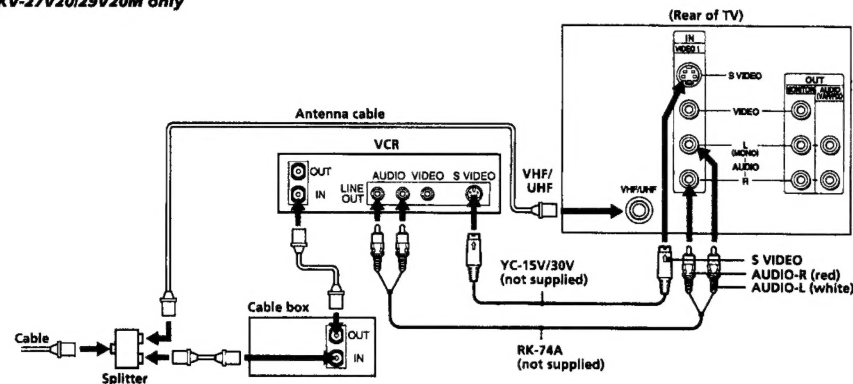 KV-27V20/29V20M only
(Rear of TV)
IN
VIDEO 1
S VIDEO
VIDEO
L
(MONO)
AUDIO
R
OUT
MONITOR
AUDIO
Antenna cable
VCR
OUT
IN
AUDIO VIDEO S VIDEO
LINE
OUT
VHF/
UHF
VHF/UHF
YC-15V/30V
(not supplied)
S VIDEO
AUDIO-R (red)
AUDIO-L (white)
RK-74A
(not supplied)
Cable box
OUT
IN
Cable
Splitter